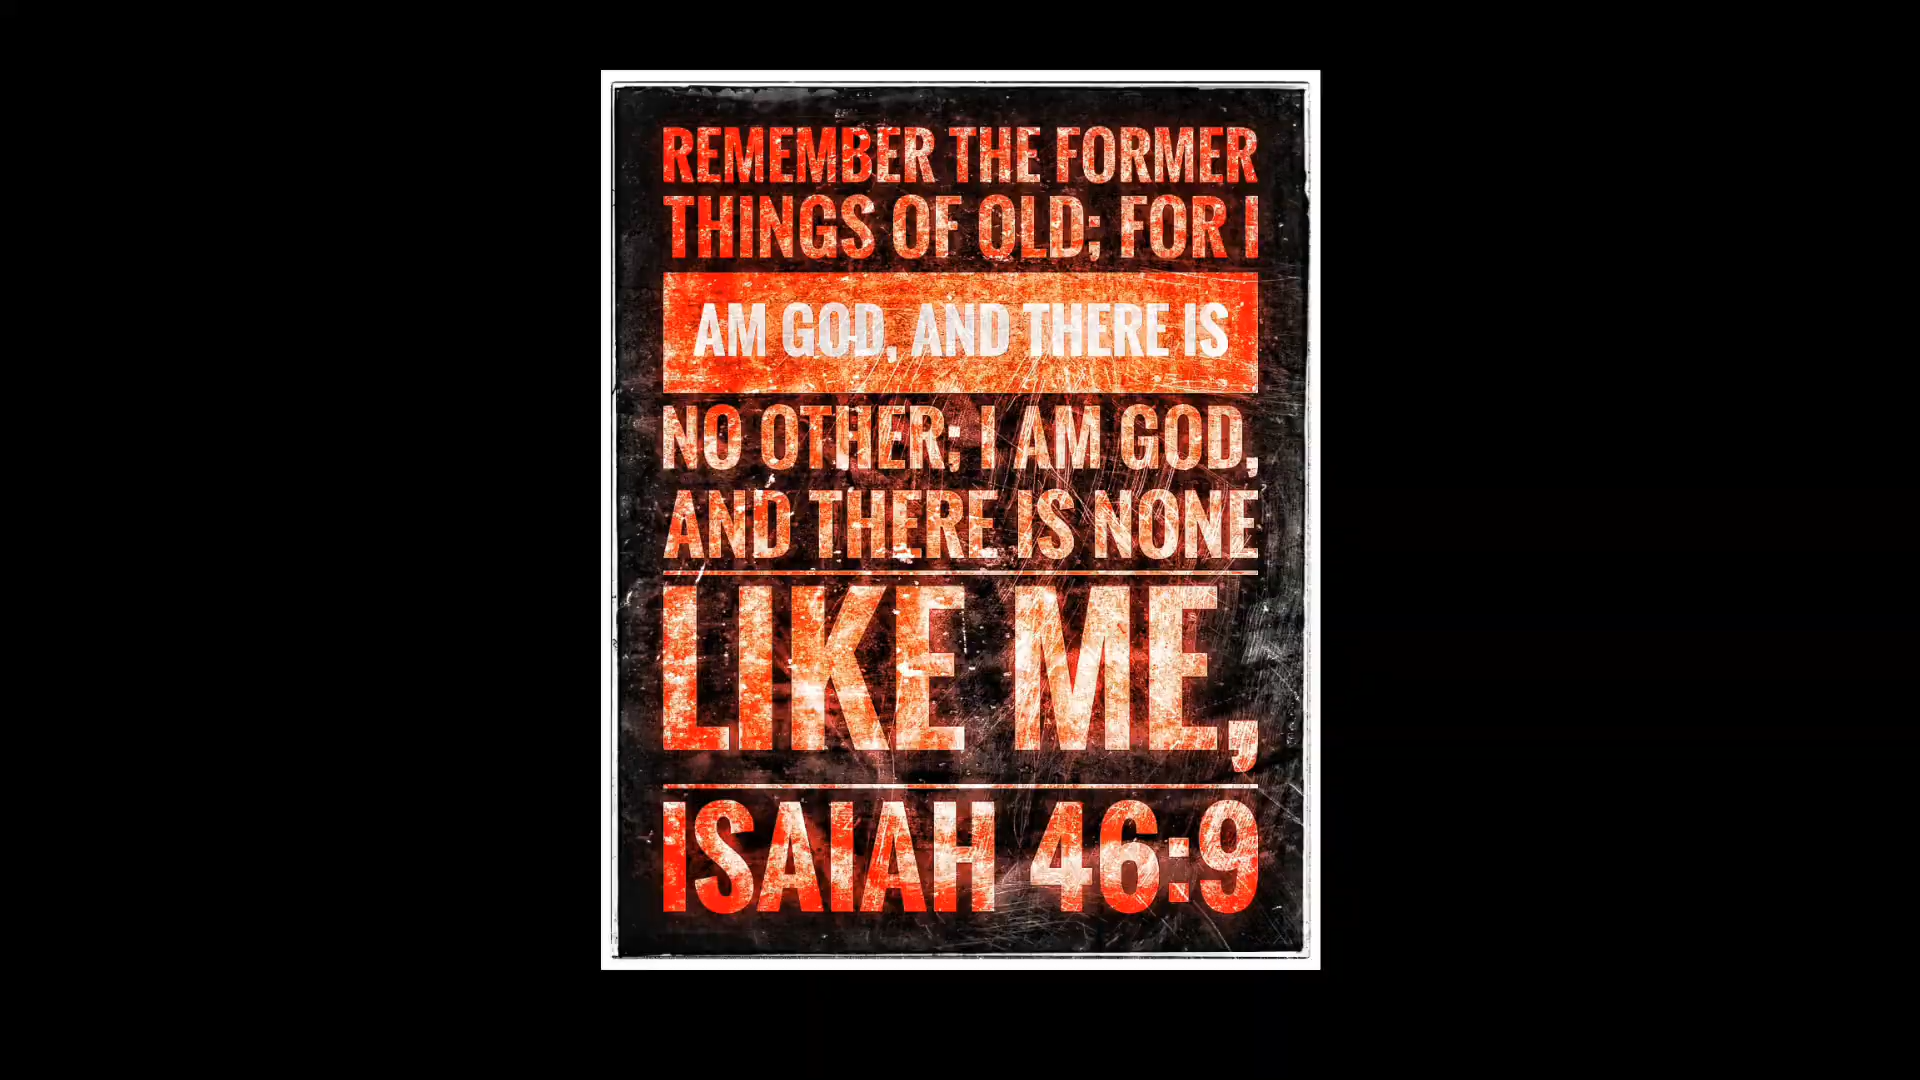 REMEMBER THE FORMER
THINGS OF OLD; FOR I
AM GOD, AND THERE IS
NO OTHER; I AM GOD,
AND THERE IS NONE
LIKE ME,
ISAIAH 46:9